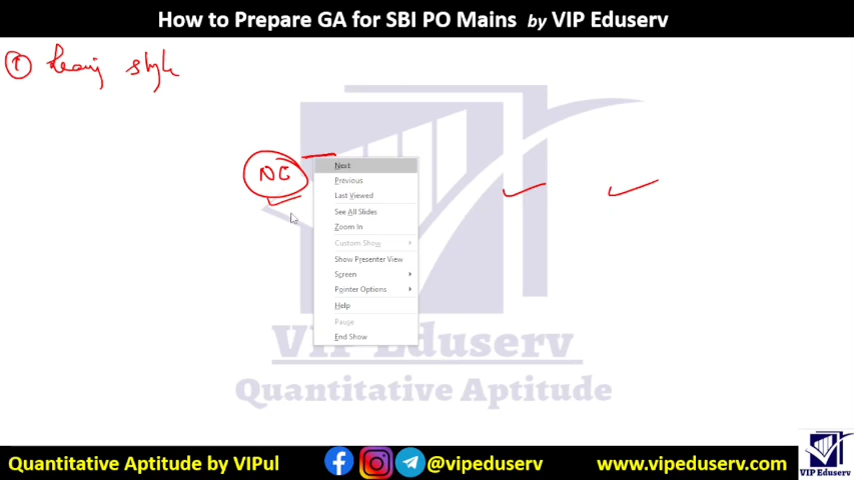 How to Prepare GA for SBI PO Mains by VIP Eduserv
① style
Next
Previous
Last Viewed
See All Slides
Zoom In
Custom Show
Show Presenter View
Screen
Pointer Options
Help
Pause
End Show
VIP Eduserv
Quantitative Aptitude
Quantitative Aptitude by VIPul
@vipeduserv
www.vipeduserv.com
VIP Eduserv